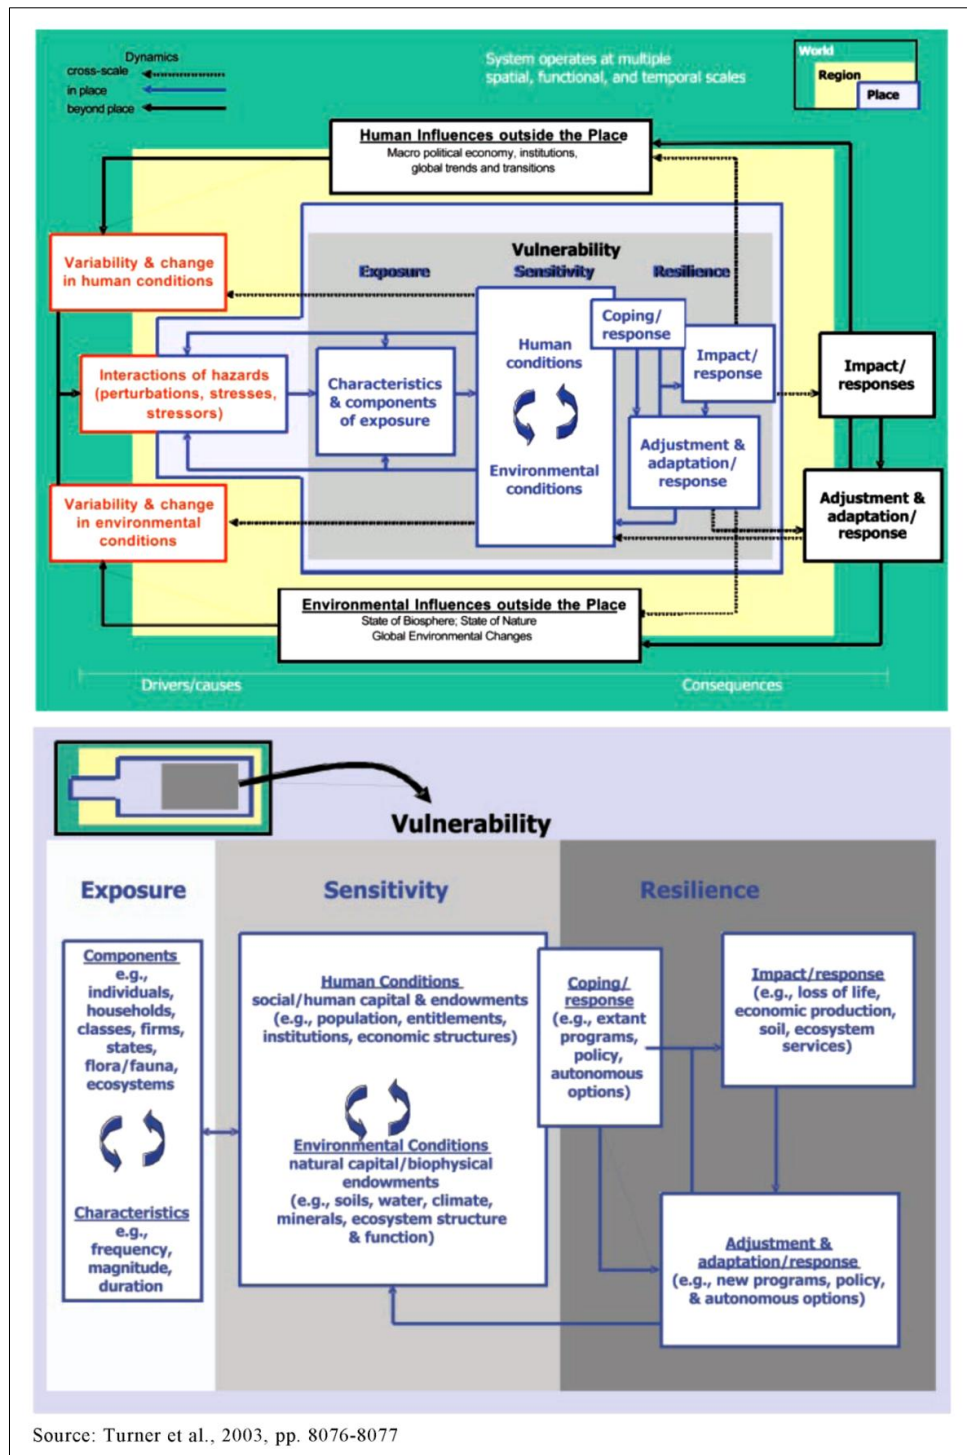 Dynamics
cross-scale
in place
beyond place
System operates at multiple
spatial, functional, and temporal scales
World
Region
Place
Human Influences outside the Place
Macro political economy, institutions,
global trends and transitions
Variability & change
in human conditions
Vulnerability
Exposure
Sensitivity
Resilience
Interactions of hazards
(perturbations, stresses,
stressors)
Characteristics
& components
of exposure
Human
conditions
Environmental
conditions
Coping/
response
Impact/
response
Adjustment &
adaptation/
response
Impact/
responses
Adjustment &
adaptation/
response
Variability & change
in environmental
conditions
Environmental Influences outside the Place
State of Biosphere; State of Nature
Global Environmental Changes
Drivers/causes
Consequences
Vulnerability
Exposure
Sensitivity
Resilience
Components
e.g.,
individuals,
households,
classes, firms,
states,
flora/fauna,
ecosystems
Characteristics
e.g.,
frequency,
magnitude,
duration
Human Conditions
social/human capital & endowments
(e.g., population, entitlements,
institutions, economic structures)
Environmental Conditions
natural capital/biophysical
endowments
(e.g., soils, water, climate,
minerals, ecosystem structure
& function)
Coping/
response
(e.g., extant
programs,
policy,
autonomous
options)
Impact/response
(e.g., loss of life,
economic production,
soil, ecosystem
services)
Adjustment &
adaptation/response
(e.g., new programs, policy,
& autonomous options)
Source: Turner et al., 2003, pp. 8076-8077